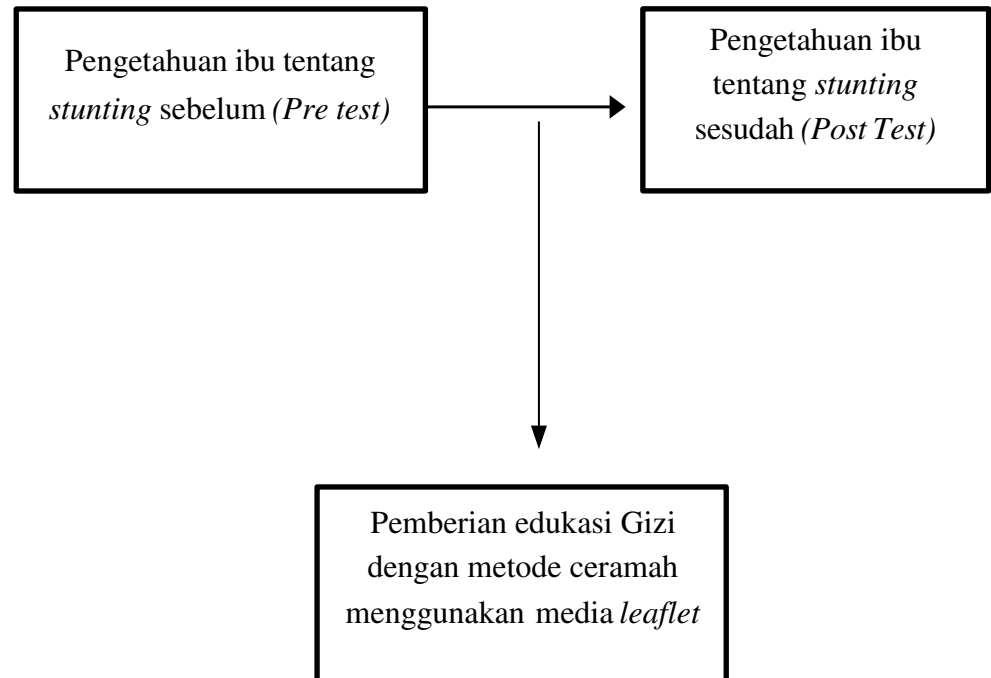 Pengetahuan ibu tentang
stunting sebelum (Pre test)
Pengetahuan ibu
tentang stunting
sesudah (Post Test)
Pemberian edukasi Gizi
dengan metode ceramah
menggunakan media leaflet